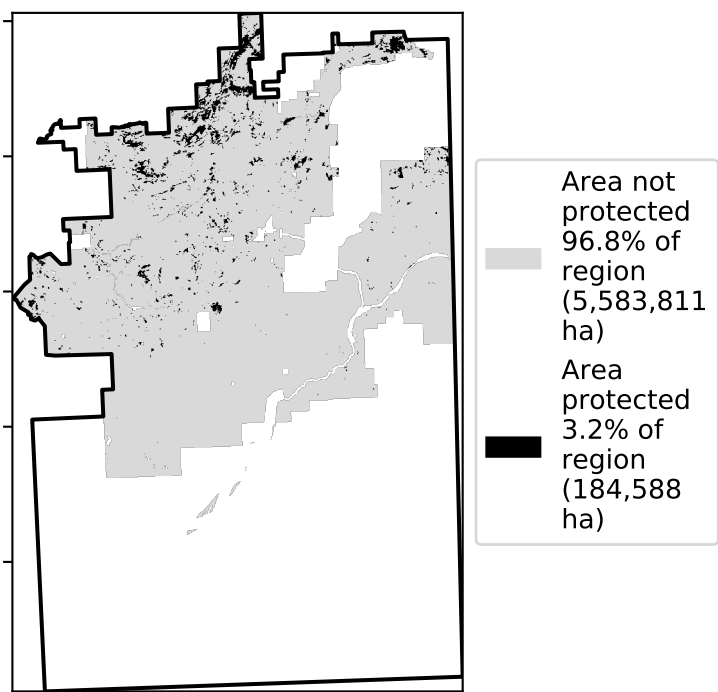 Area not
protected
96.8% of
region
(5,583,811
ha)
Area
protected
3.2% of
region
(184,588
ha)